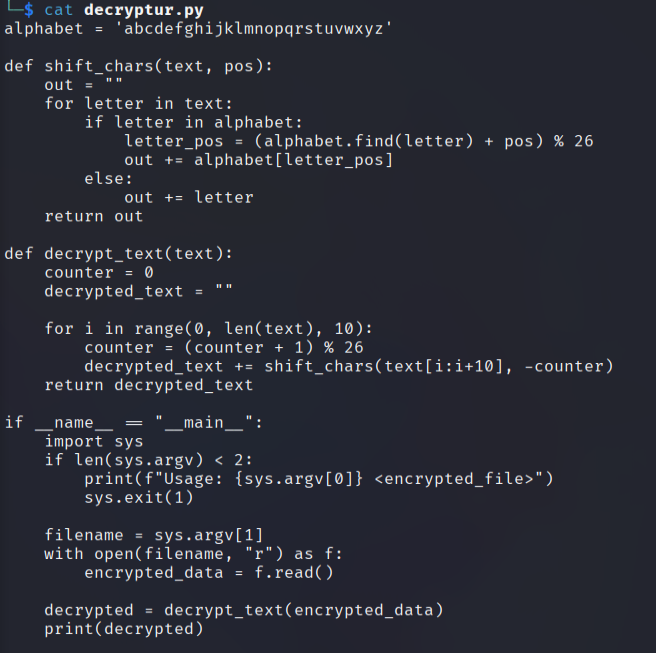 └─$ cat decryptur.py
alphabet = 'abcdefghijklmnopqrstuvwxyz'

def shift_chars(text, pos):
    out = ""
    for letter in text:
        if letter in alphabet:
            letter_pos = (alphabet.find(letter) + pos) % 26
            out += alphabet[letter_pos]
        else:
            out += letter
    return out

def decrypt_text(text):
    counter = 0
    decrypted_text = ""

    for i in range(0, len(text), 10):
        counter = (counter + 1) % 26
        decrypted_text += shift_chars(text[i:i+10], -counter)
    return decrypted_text

if __name__ == "__main__":
    import sys
    if len(sys.argv) < 2:
        print(f"Usage: {sys.argv[0]} <encrypted_file>")
        sys.exit(1)

    filename = sys.argv[1]
    with open(filename, "r") as f:
        encrypted_data = f.read()

    decrypted = decrypt_text(encrypted_data)
    print(decrypted)